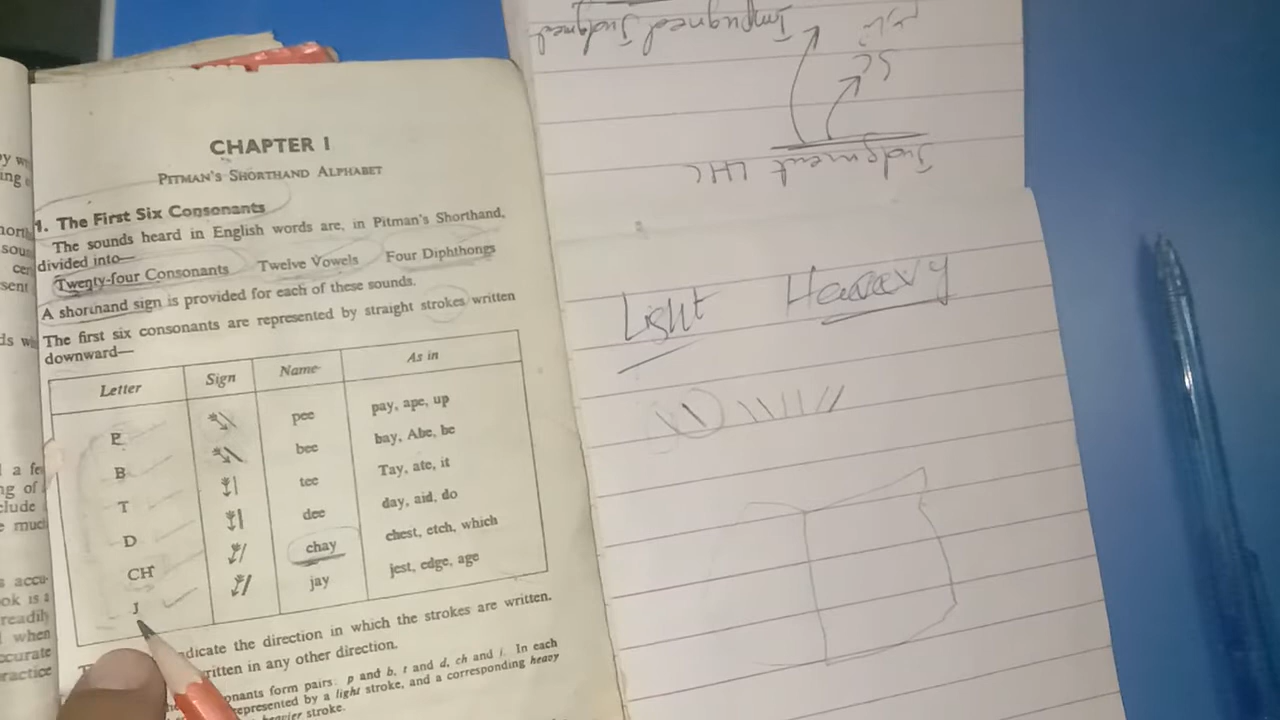 CHAPTER 1
PITMAN'S SHORTHAND ALPHABET
1. The First Six Consonants
The sounds heard in English words are, in Pitman's Shorthand,
divided into—
Twenty-four Consonants Twelve Vowels Four Diphthongs
A shorthand sign is provided for each of these sounds.
The first six consonants are represented by straight strokes written
downward—
Letter Sign Name As in
P pee pay, ape, up
B bee bay, Abe, be
T tee Tay, ate, it
D dee day, aid, do
CH chay chest, etch, which
J jay jest, edge, age
indicate the direction in which the strokes are written.
written in any other direction.
form pairs: p and b, t and d, ch and j. In each
represented by a light stroke, and a corresponding heavy
heavier stroke.
Impugned Judgment
SC
Judgment LHC
Light Heavy